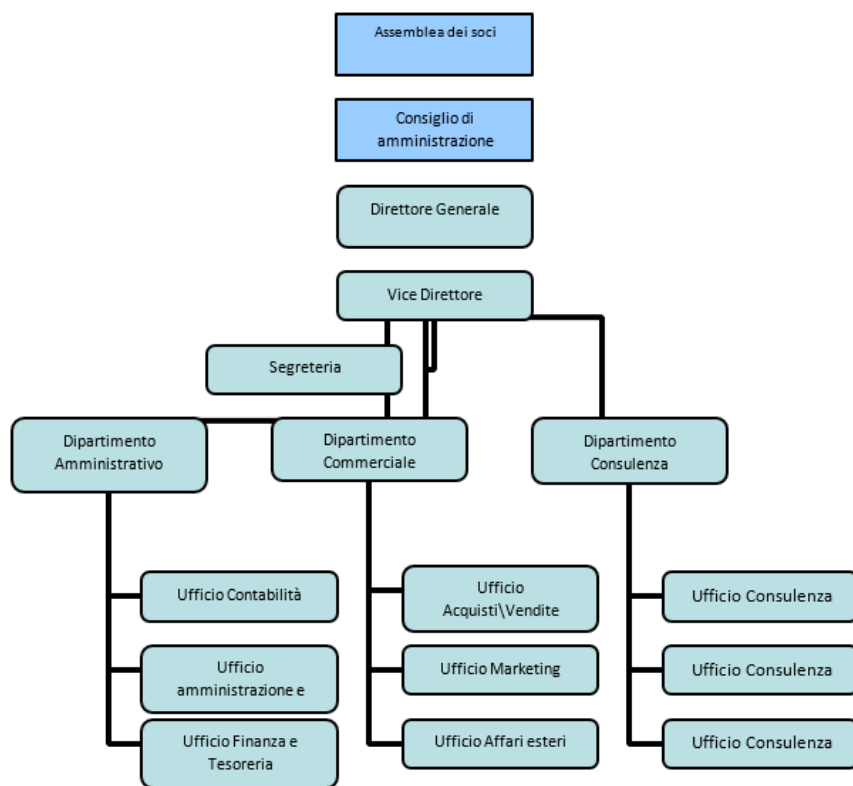 Assemblea dei soci
Consiglio di
amministrazione
Direttore Generale
Vice Direttore
Segreteria
Dipartimento
Amministrativo
Dipartimento
Commerciale
Dipartimento
Consulenza
Ufficio Contabilità
Ufficio
amministrazione e
Ufficio Finanza e
Tesoreria
Ufficio
Acquisti\Vendite
Ufficio Marketing
Ufficio Affari esteri
Ufficio Consulenza
Ufficio Consulenza
Ufficio Consulenza